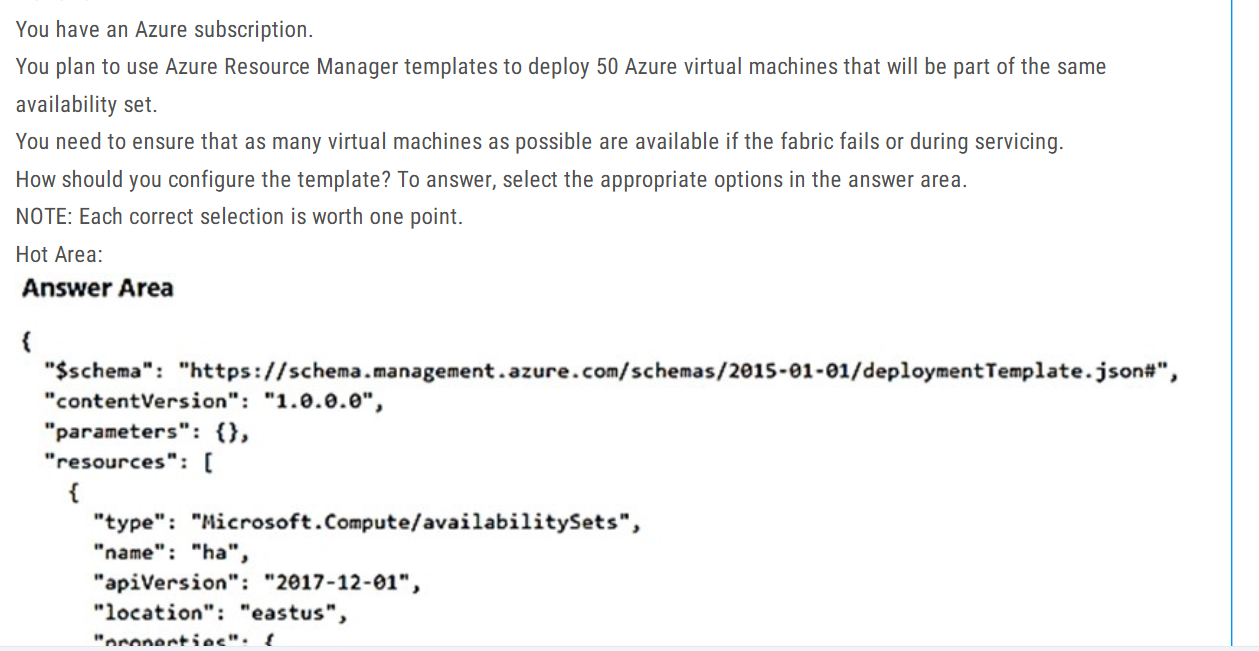 You have an Azure subscription.
You plan to use Azure Resource Manager templates to deploy 50 Azure virtual machines that will be part of the same
availability set.
You need to ensure that as many virtual machines as possible are available if the fabric fails or during servicing.
How should you configure the template? To answer, select the appropriate options in the answer area.
NOTE: Each correct selection is worth one point.
Hot Area:
Answer Area
{
"$schema": "https://schema.management.azure.com/schemas/2015-01-01/deploymentTemplate.json#",
"contentVersion": "1.0.0.0",
"parameters": {},
"resources": [
{
"type": "Microsoft.Compute/availabilitySets",
"name": "ha",
"apiVersion": "2017-12-01",
"location": "eastus",
"properties": {